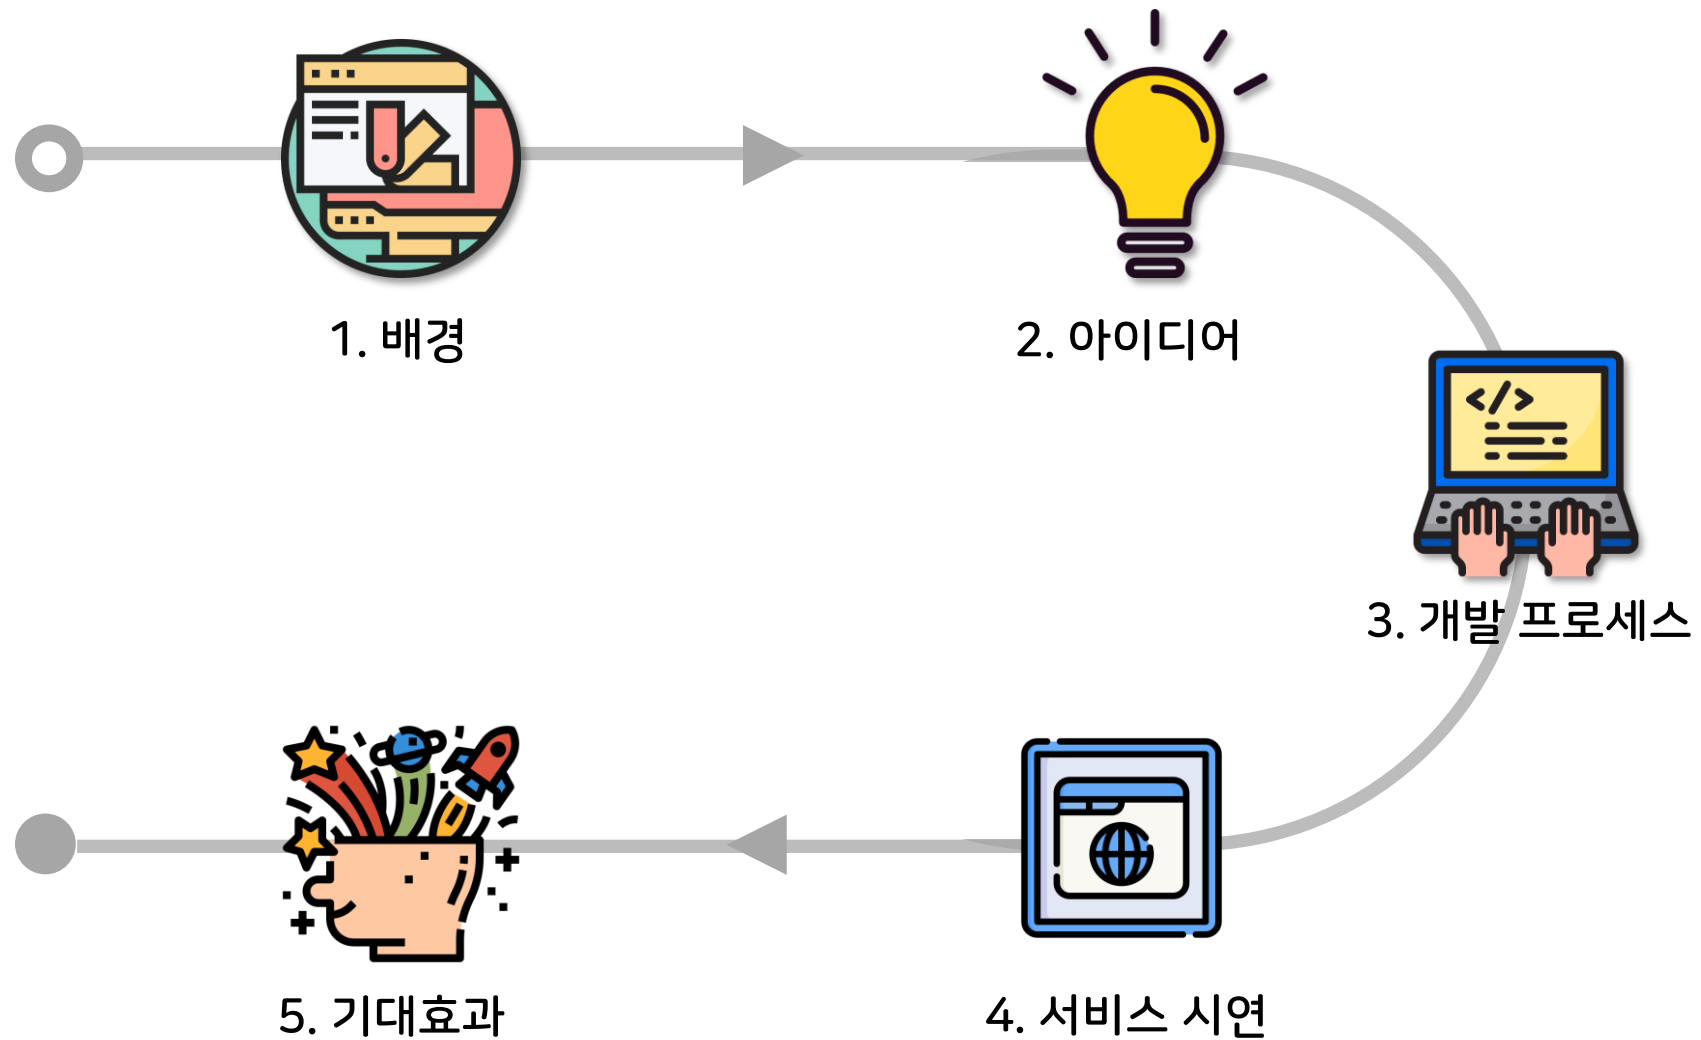 1. 배경
2. 아이디어
3. 개발 프로세스
4. 서비스 시연
5. 기대효과